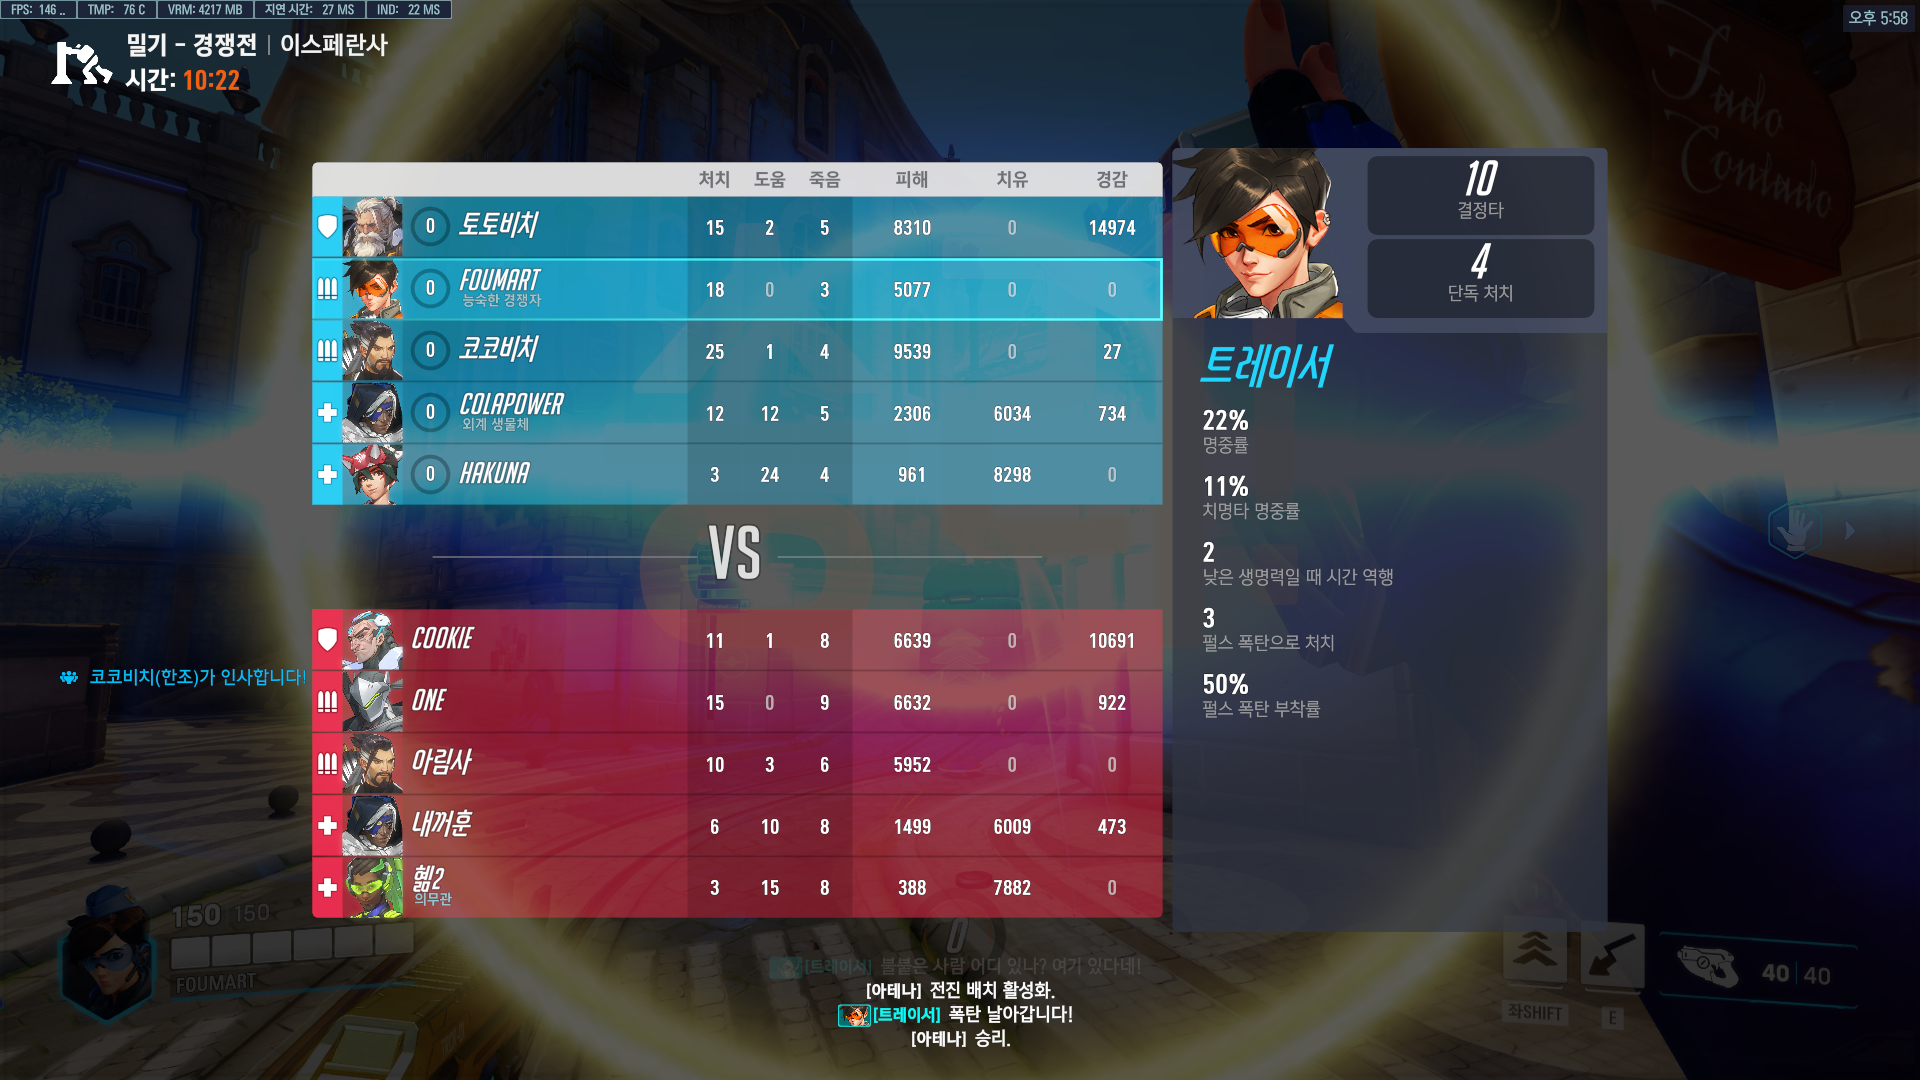 FPS: 146 .. TMP: 76 C VRM: 4217 MB 지연 시간: 27 MS IND: 22 MS
오후 5:58
밀기 - 경쟁전 | 이스페란사
시간: 10:22
Fado
Contado
처치 도움 죽음 피해 치유 경감
0 토토비치 15 2 5 8310 0 14974
0 FOUMART 18 0 3 5077 0 0
능숙한 경쟁자
0 코코비치 25 1 4 9539 0 27
0 COLAPOWER 12 12 5 2306 6034 734
외계 생물체
0 HAKUNA 3 24 4 961 8298 0
VS
COOKIE 11 1 8 6639 0 10691
ONE 15 0 9 6632 0 922
아림사 10 3 6 5952 0 0
내꺼훈 6 10 8 1499 6009 473
2 3 15 8 388 7882 0
의무관
10
결정타
4
단독 처치
트레이서
22%
명중률
11%
치명타 명중률
2
낮은 생명력일 때 시간 역행
3
펄스 폭탄으로 처치
50%
펄스 폭탄 부착률
코코비치(한조)가 인사합니다!
150 150
FOUMART
0
[트레이서] 불붙은 사람 어디 있나? 여기 있다네!
[아테나] 전진 배치 활성화.
[트레이서] 폭탄 날아갑니다!
[아테나] 승리.
좌SHIFT E
40 | 40